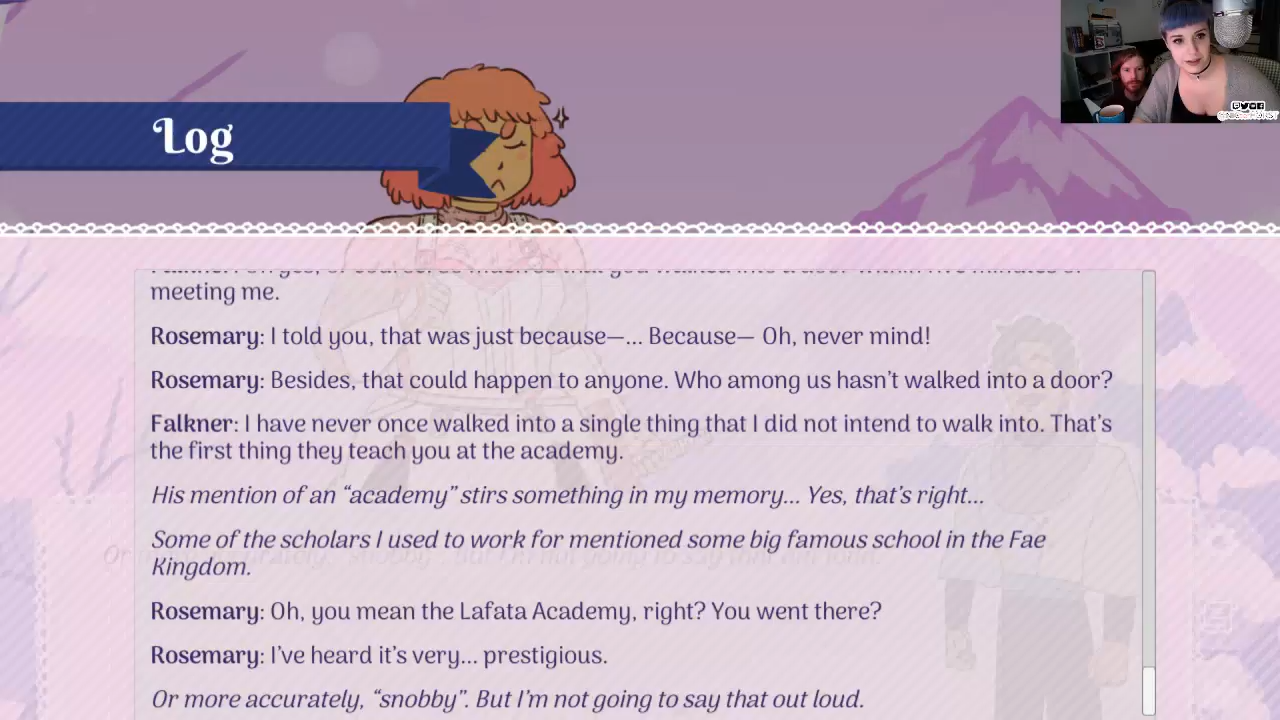 Log
meeting me.
Rosemary: I told you, that was just because—... Because— Oh, never mind!
Rosemary: Besides, that could happen to anyone. Who among us hasn't walked into a door?
Falkner: I have never once walked into a single thing that I did not intend to walk into. That's
the first thing they teach you at the academy.
His mention of an “academy” stirs something in my memory... Yes, that's right...
Some of the scholars I used to work for mentioned some big famous school in the Fae
Kingdom.
Rosemary: Oh, you mean the Lafata Academy, right? You went there?
Rosemary: I've heard it's very... prestigious.
Or more accurately, “snobby”. But I'm not going to say that out loud.